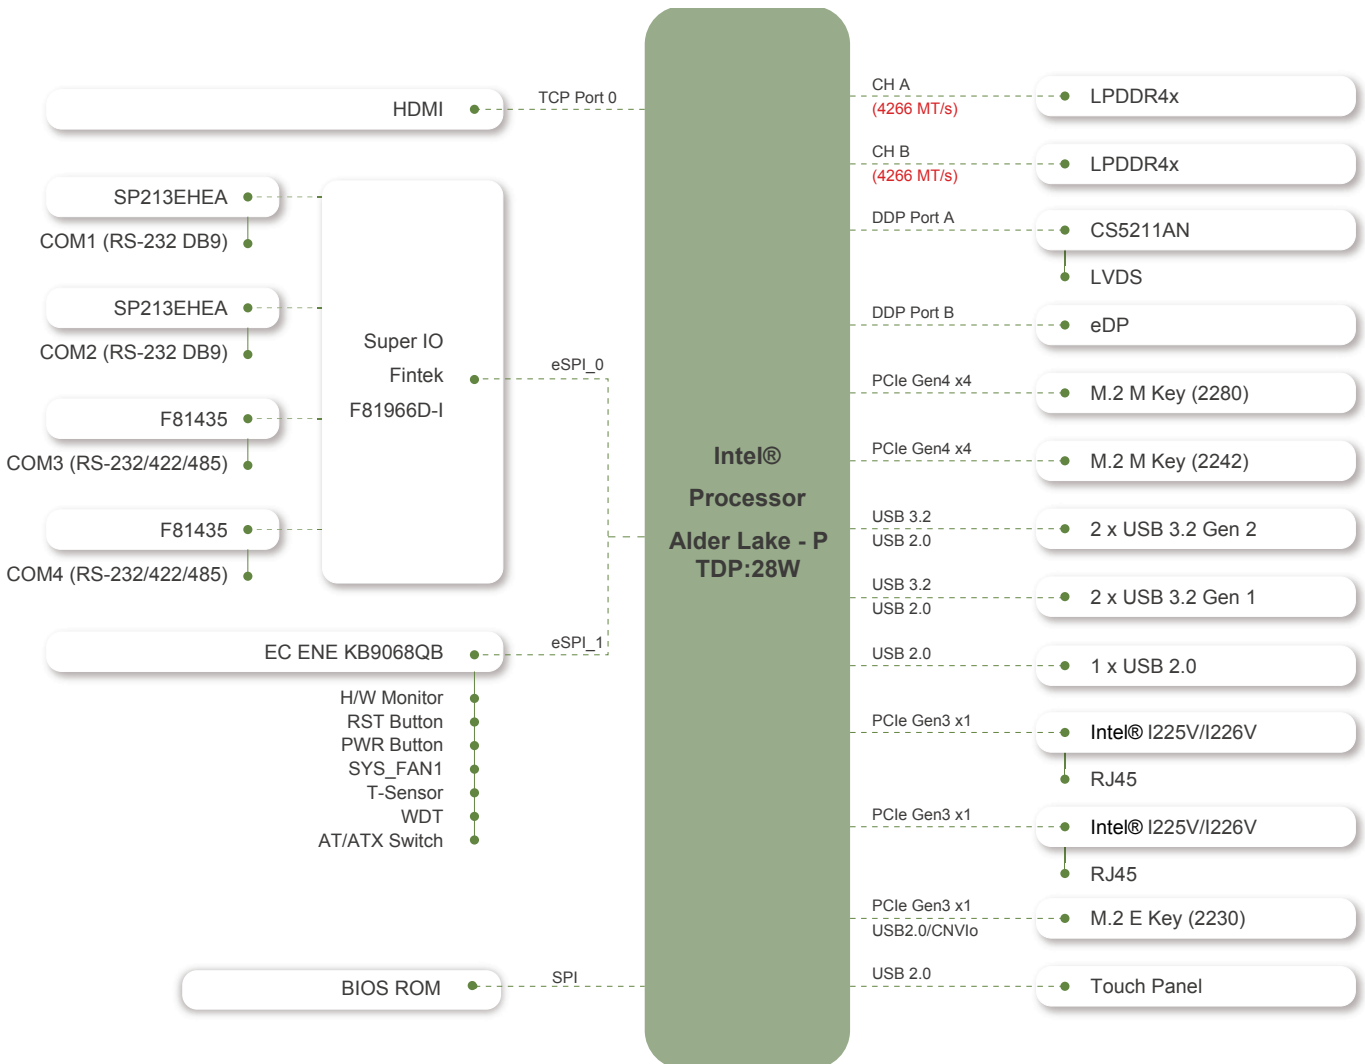 TCP Port 0
HDMI
SP213EHEA
COM1 (RS-232 DB9)
SP213EHEA
COM2 (RS-232 DB9)
F81435
COM3 (RS-232/422/485)
F81435
COM4 (RS-232/422/485)
Super IO
Fintek
F81966D-I
eSPI_0
eSPI_1
EC ENE KB9068QB
H/W Monitor
RST Button
PWR Button
SYS_FAN1
T-Sensor
WDT
AT/ATX Switch
BIOS ROM
SPI
Intel®
Processor
Alder Lake - P
TDP:28W
CH A
(4266 MT/s)
LPDDR4x
CH B
(4266 MT/s)
LPDDR4x
DDP Port A
CS5211AN
LVDS
DDP Port B
eDP
PCIe Gen4 x4
M.2 M Key (2280)
PCIe Gen4 x4
M.2 M Key (2242)
USB 3.2
USB 2.0
2 x USB 3.2 Gen 2
USB 3.2
USB 2.0
2 x USB 3.2 Gen 1
USB 2.0
1 x USB 2.0
PCIe Gen3 x1
Intel® I225V/I226V
RJ45
PCIe Gen3 x1
Intel® I225V/I226V
RJ45
PCIe Gen3 x1
USB2.0/CNVIo
M.2 E Key (2230)
USB 2.0
Touch Panel